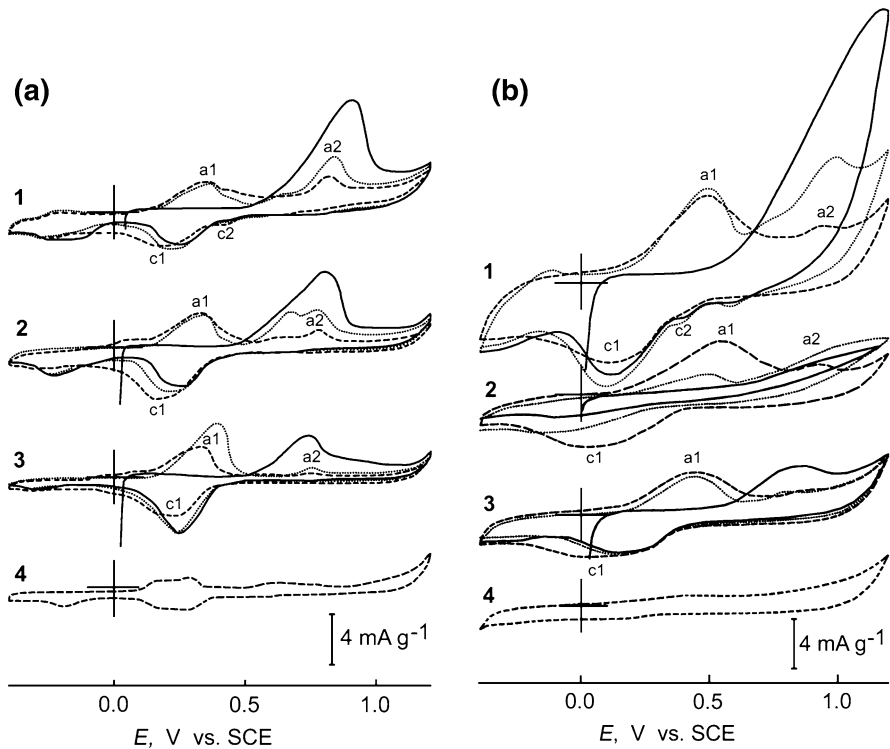 (a)
a1
a2
1
c2
c1
a1
2
a2
c1
3
a1
a2
c1
4
4 mA g-1
0.0 0.5 1.0
E, V vs. SCE
(b)
a1
a2
1
c1
c2
a1
a2
2
c1
a1
a2
3
c1
4
4 mA g-1
0.0 0.5 1.0
E, V vs. SCE